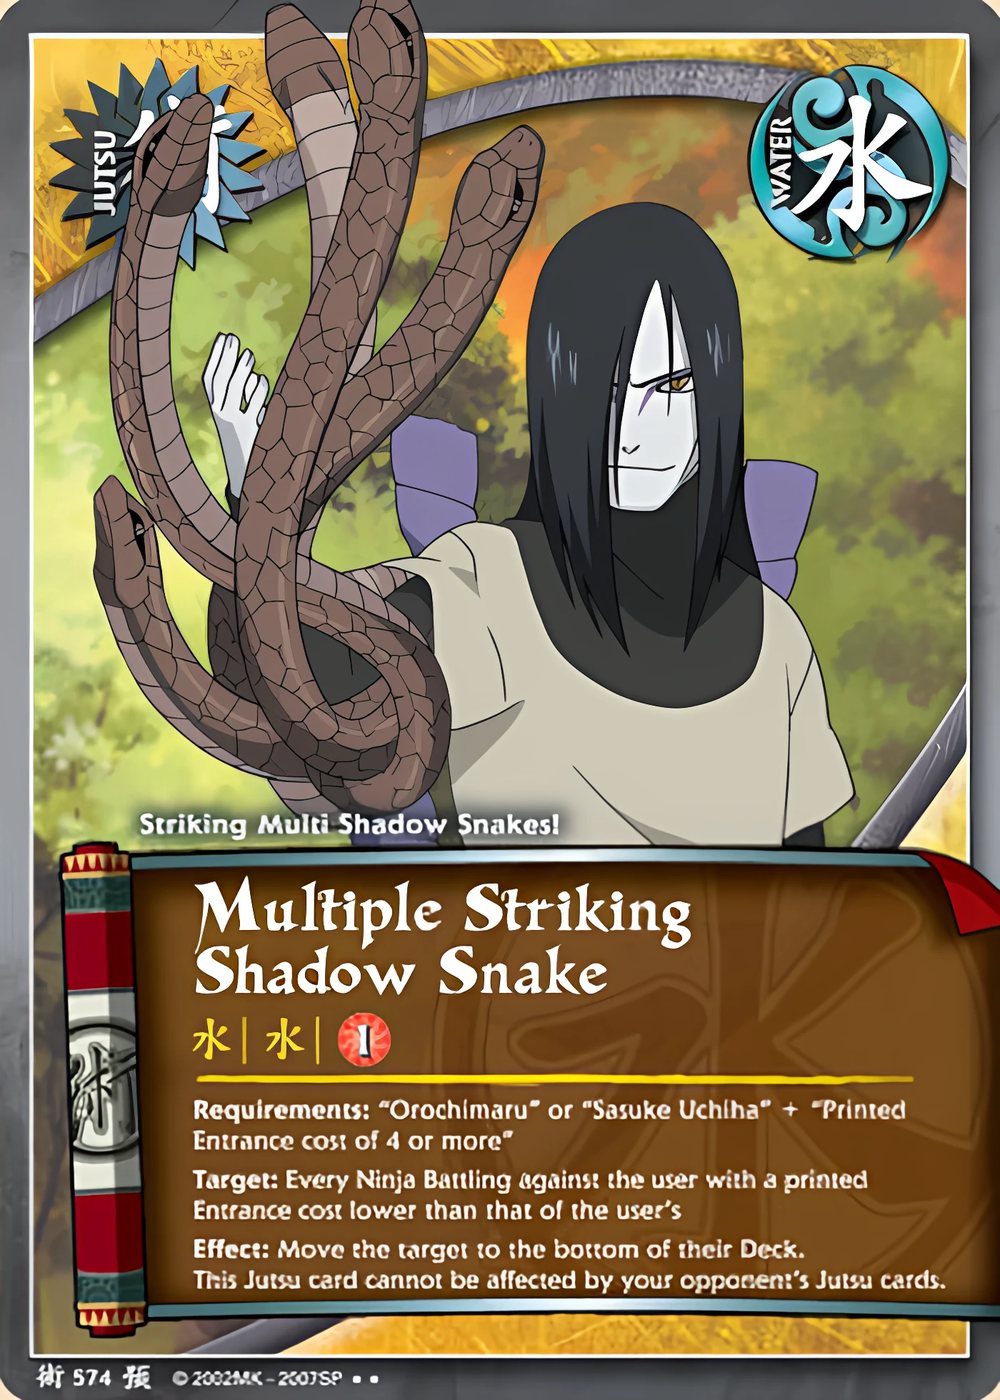 JUTSU
WATER
水
Striking Multi Shadow Snakes!
Multiple Striking
Shadow Snake
水| 水| 1
Requirements: “Orochimaru” or “Sasuke Uchiha” + “Printed
Entrance cost of 4 or more”
Target: Every Ninja Battling against the user with a printed
Entrance cost lower than that of the user's
Effect: Move the target to the bottom of their Deck.
This Jutsu card cannot be affected by your opponent's Jutsu cards.
術
術 574 © 2002MK – 2007SP